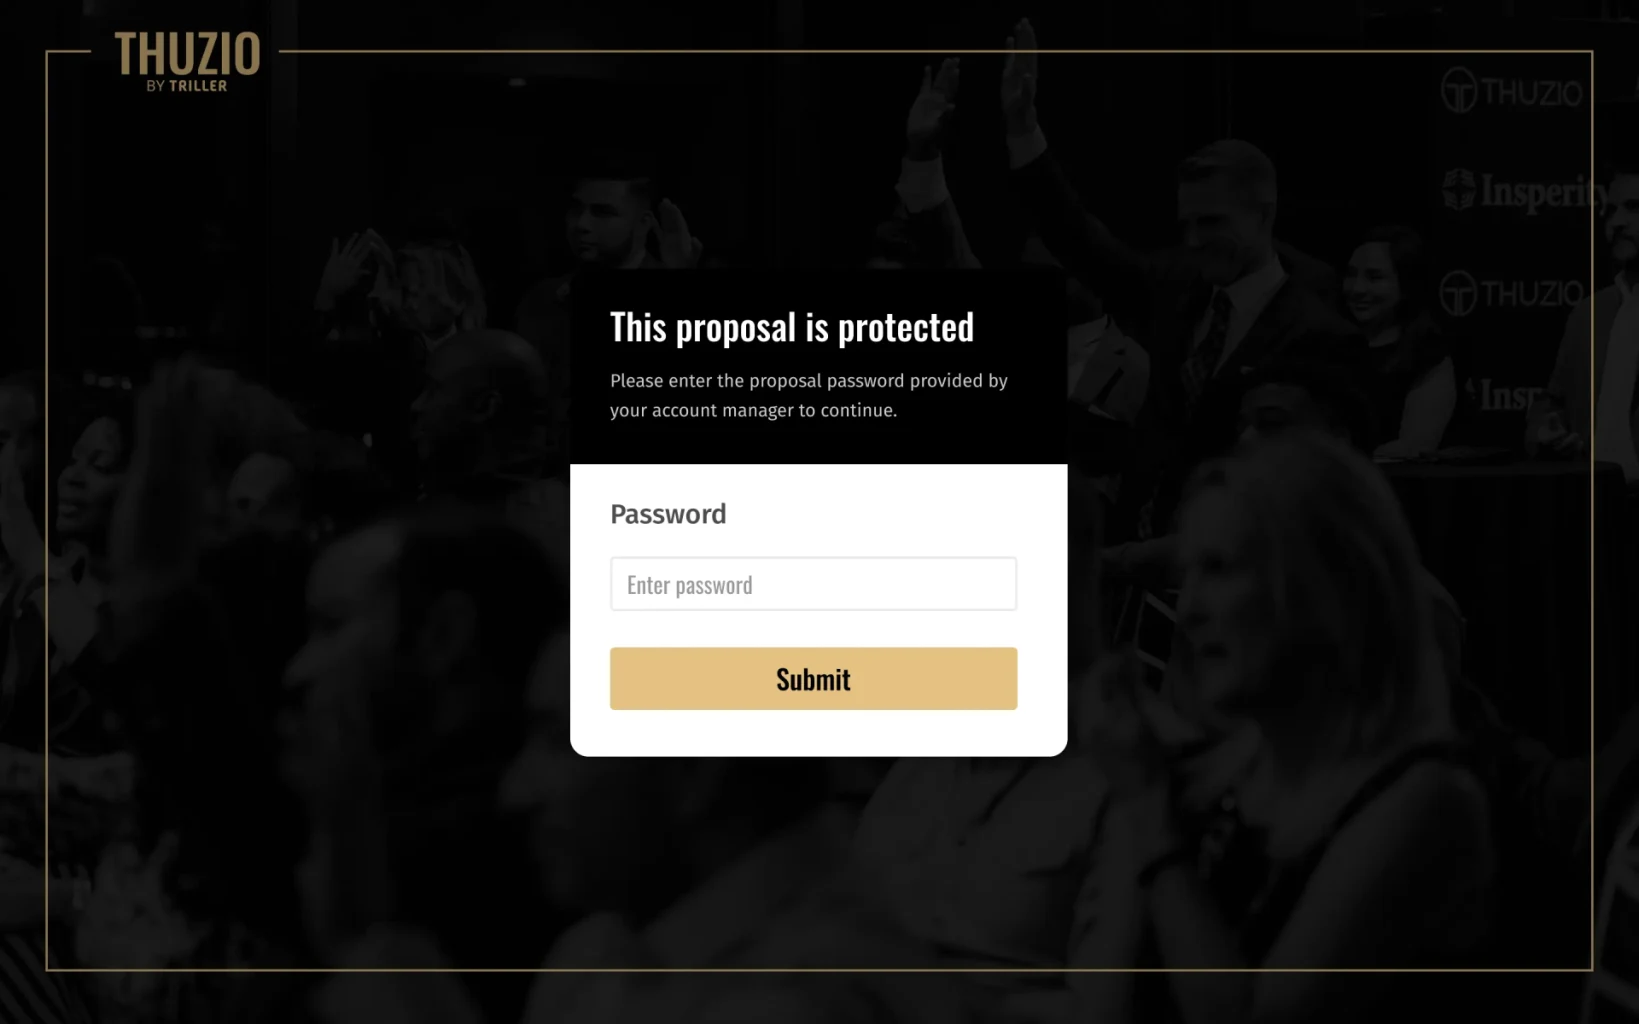 THUZIO
BY TRILLER
THUZIO
Insperity
THUZIO
Insp
This proposal is protected
Please enter the proposal password provided by
your account manager to continue.
Password
Enter password
Submit